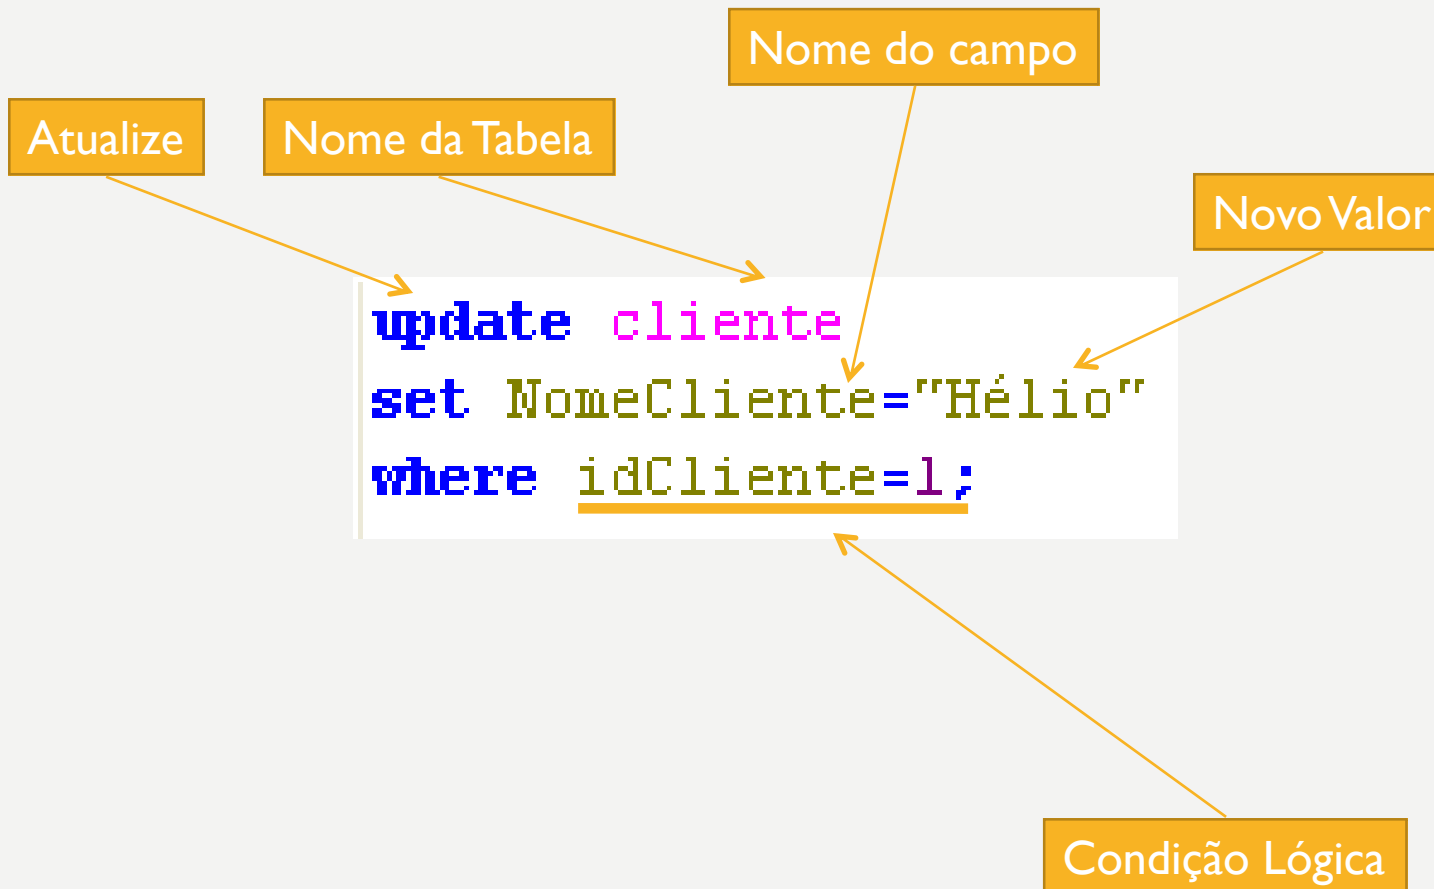 Nome do campo
Atualize
Nome da Tabela
Novo Valor
update cliente
set NomeCliente="Hélio"
where idCliente=1;
Condição Lógica